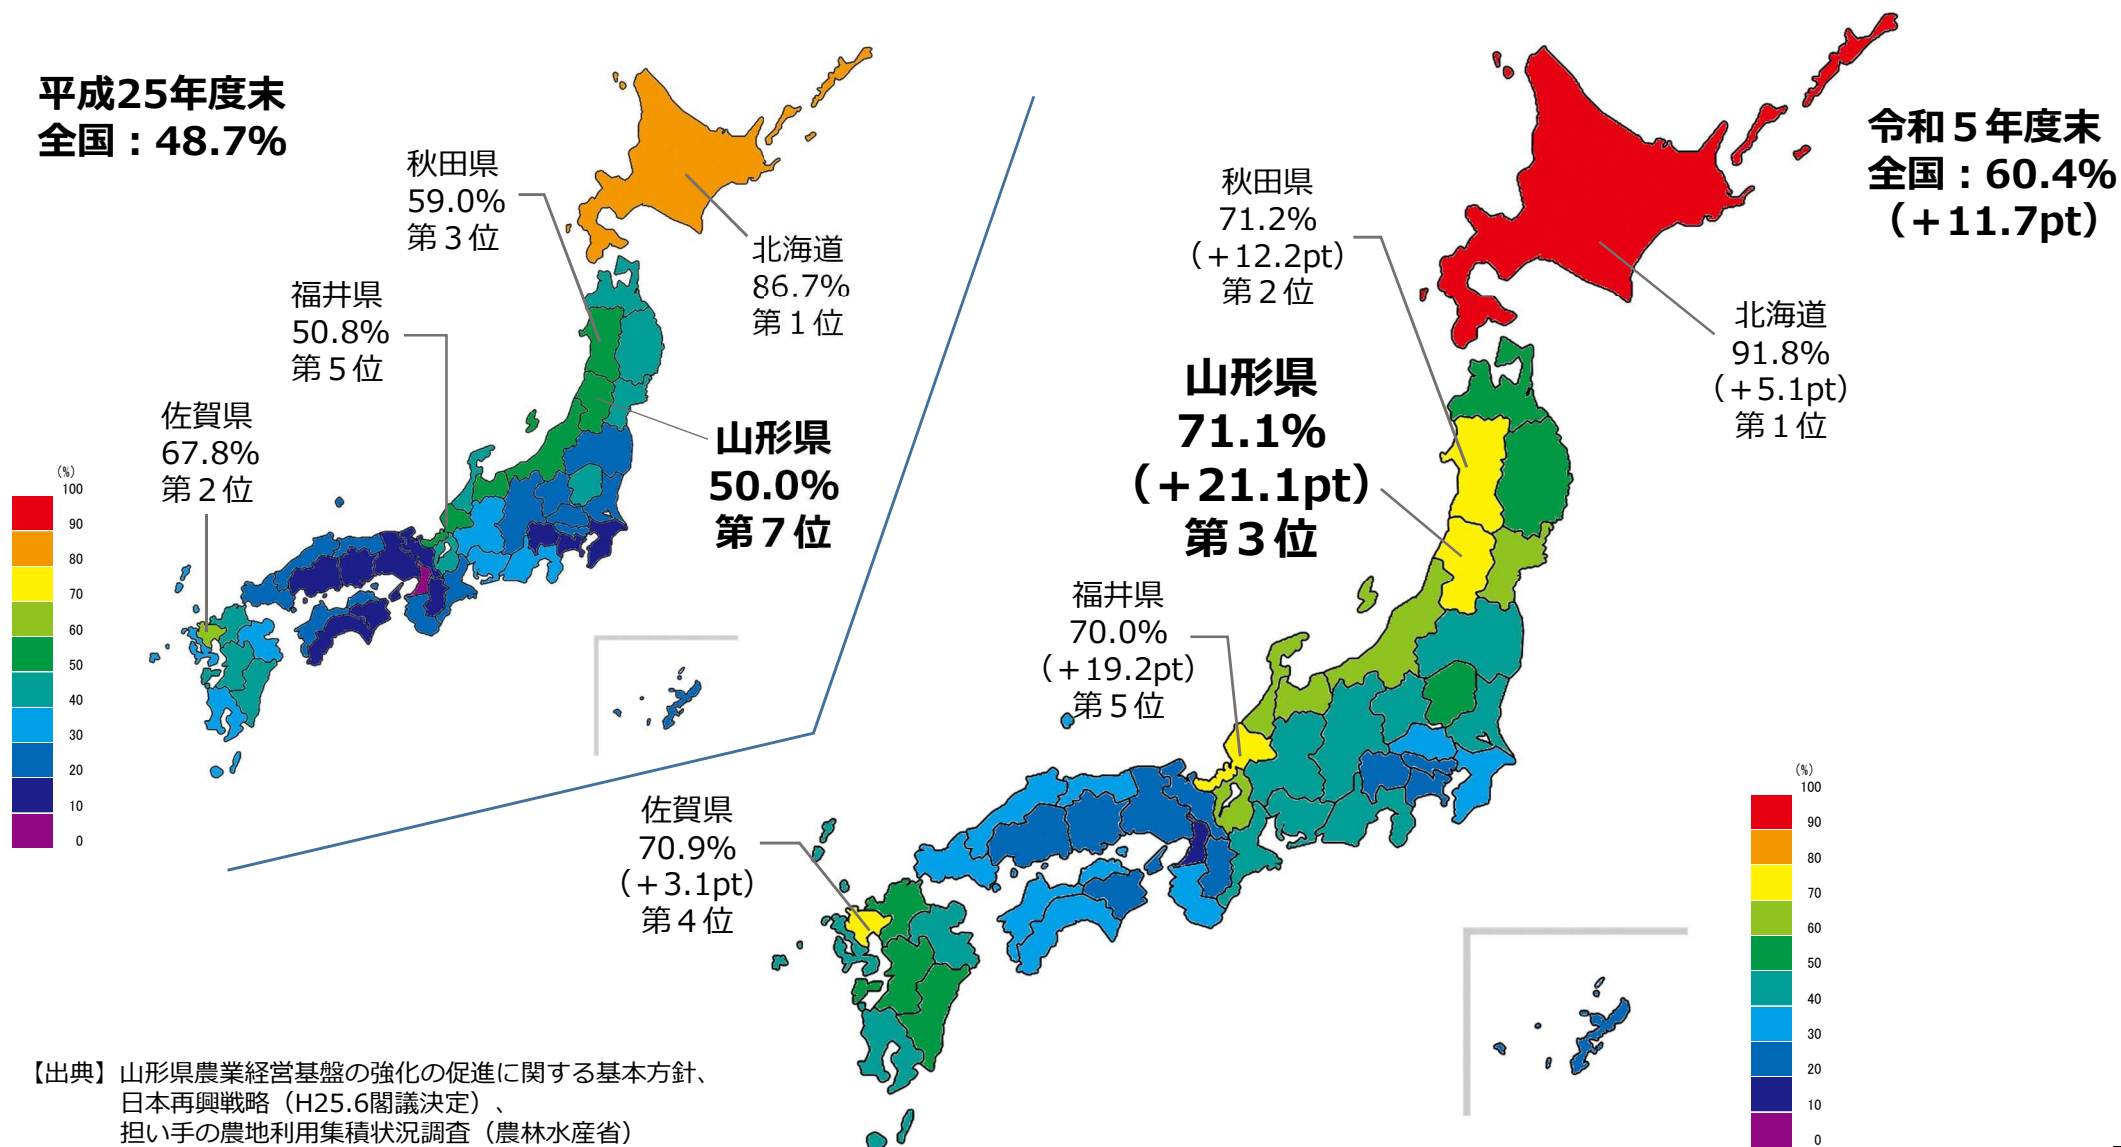 平成25年度末
全国：48.7%
秋田県
59.0%
第３位
北海道
86.7%
第１位
福井県
50.8%
第５位
佐賀県
67.8%
第２位
山形県
50.0%
第７位
(%)
100
90
80
70
60
50
40
30
20
10
0
令和５年度末
全国：60.4%
（＋11.7pt）
秋田県
71.2%
（＋12.2pt）
第２位
北海道
91.8%
（＋5.1pt）
第１位
山形県
71.1%
（＋21.1pt）
第３位
福井県
70.0%
（＋19.2pt）
第５位
佐賀県
70.9%
（＋3.1pt）
第４位
(%)
100
90
80
70
60
50
40
30
20
10
0
【出典】山形県農業経営基盤の強化の促進に関する基本方針、
日本再興戦略（H25.6閣議決定）、
担い手の農地利用集積状況調査（農林水産省）